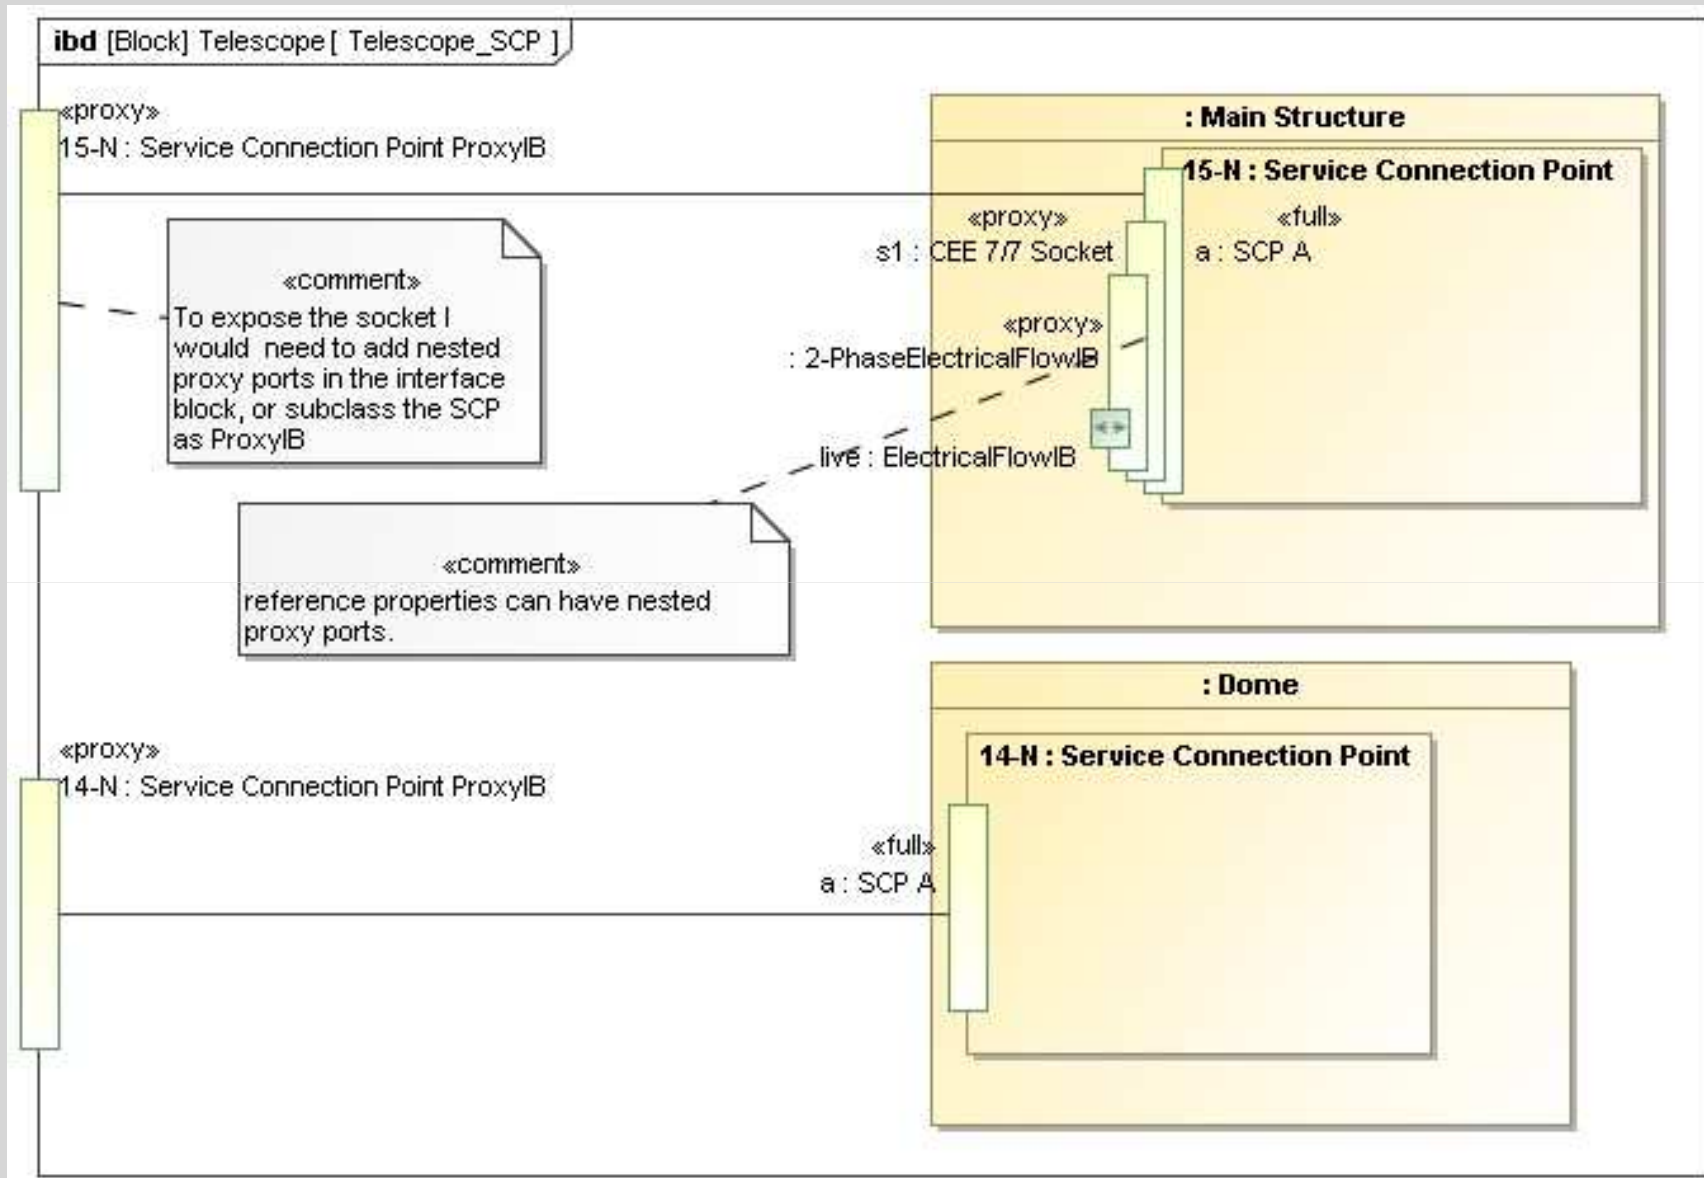 ibd [Block] Telescope[ Telescope_SCP ]
«proxy»
15-N : Service Connection Point ProxyIB
: Main Structure
15-N : Service Connection Point
«proxy»
s1 : CEE 7/7 Socket
«full»
a : SCP A
«comment»
To expose the socket I
would need to add nested
proxy ports in the interface
block, or subclass the SCP
as ProxyIB
«proxy»
: 2-PhaseElectricalFlowIB
live : ElectricalFlowIB
«comment»
reference properties can have nested
proxy ports.
: Dome
14-N : Service Connection Point
«proxy»
14-N : Service Connection Point ProxyIB
«full»
a : SCP A